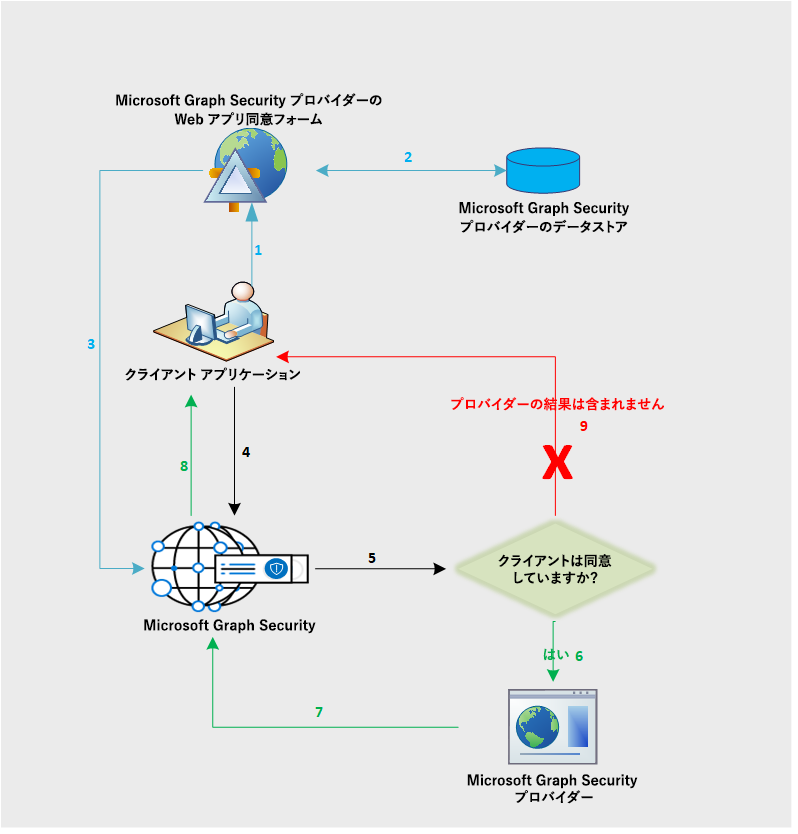 Microsoft Graph Security プロバイダーの
Web アプリ同意フォーム
2
Microsoft Graph Security
プロバイダーのデータストア
1
3
クライアント アプリケーション
プロバイダーの結果は含まれません
9
X
8
4
5
クライアントは同意
していますか?
Microsoft Graph Security
はい 6
7
Microsoft Graph Security
プロバイダー